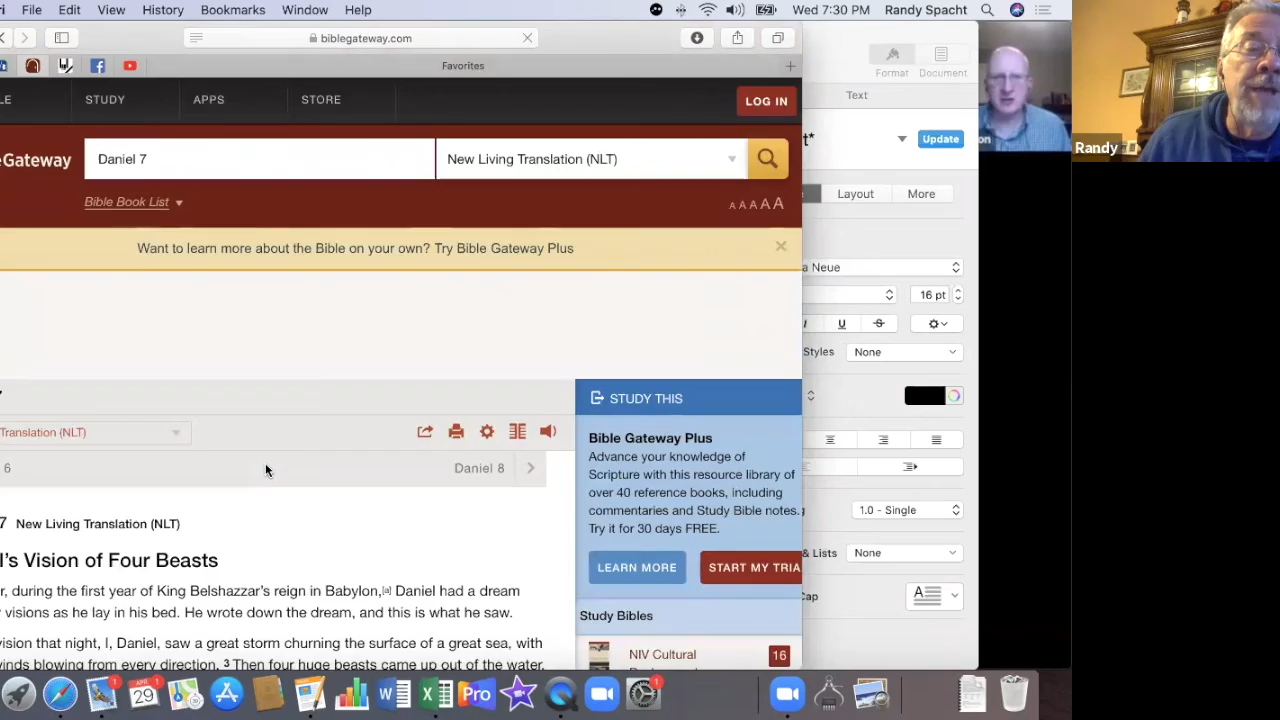 File Edit View History Bookmarks Window Help Wed 7:30 PM Randy Spacht
biblegateway.com
Favorites
Format Document
Text
STUDY APPS STORE LOG IN
Update
Gateway Daniel 7 New Living Translation (NLT)
Randy
Layout More
Bible Book List A A A A A
Want to learn more about the Bible on your own? Try Bible Gateway Plus
Neue
16 pt
U S
Styles None
STUDY THIS
Translation (NLT)
Bible Gateway Plus
Advance your knowledge of
Scripture with this resource library of
over 40 reference books, including
commentaries and Study Bible notes.
Try it for 30 days FREE.
6 Daniel 8
1.0 - Single
7 New Living Translation (NLT)
& Lists None
l's Vision of Four Beasts
LEARN MORE START MY TRIA
r, during the first year of King Belshazzar's reign in Babylon,[a] Daniel had a dream
visions as he lay in his bed. He wrote down the dream, and this is what he saw.
Study Bibles
vision that night, I, Daniel, saw a great storm churning the surface of a great sea, with
winds blowing from every direction. 3 Then four huge beasts came up out of the water,
NIV Cultural 16
APR 29 1 W X Pro 1